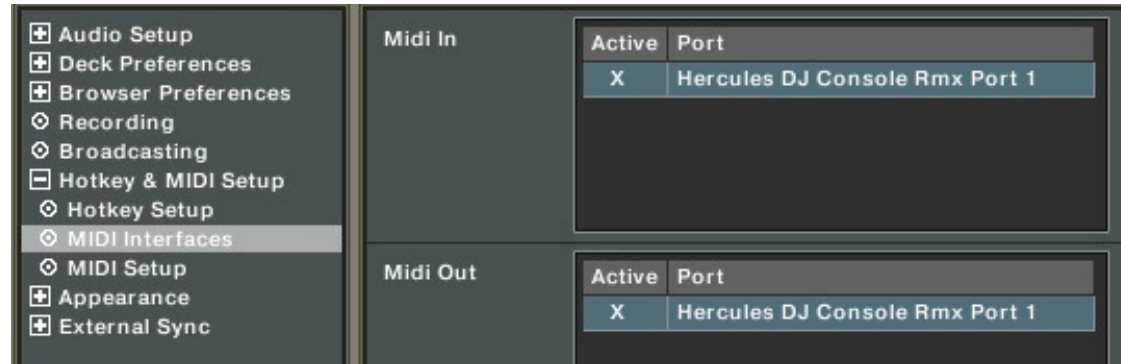 Audio Setup
Deck Preferences
Browser Preferences
Recording
Broadcasting
Hotkey & MIDI Setup
Hotkey Setup
MIDI Interfaces
MIDI Setup
Appearance
External Sync
Midi In
Active Port
X Hercules DJ Console Rmx Port 1
Midi Out
Active Port
X Hercules DJ Console Rmx Port 1